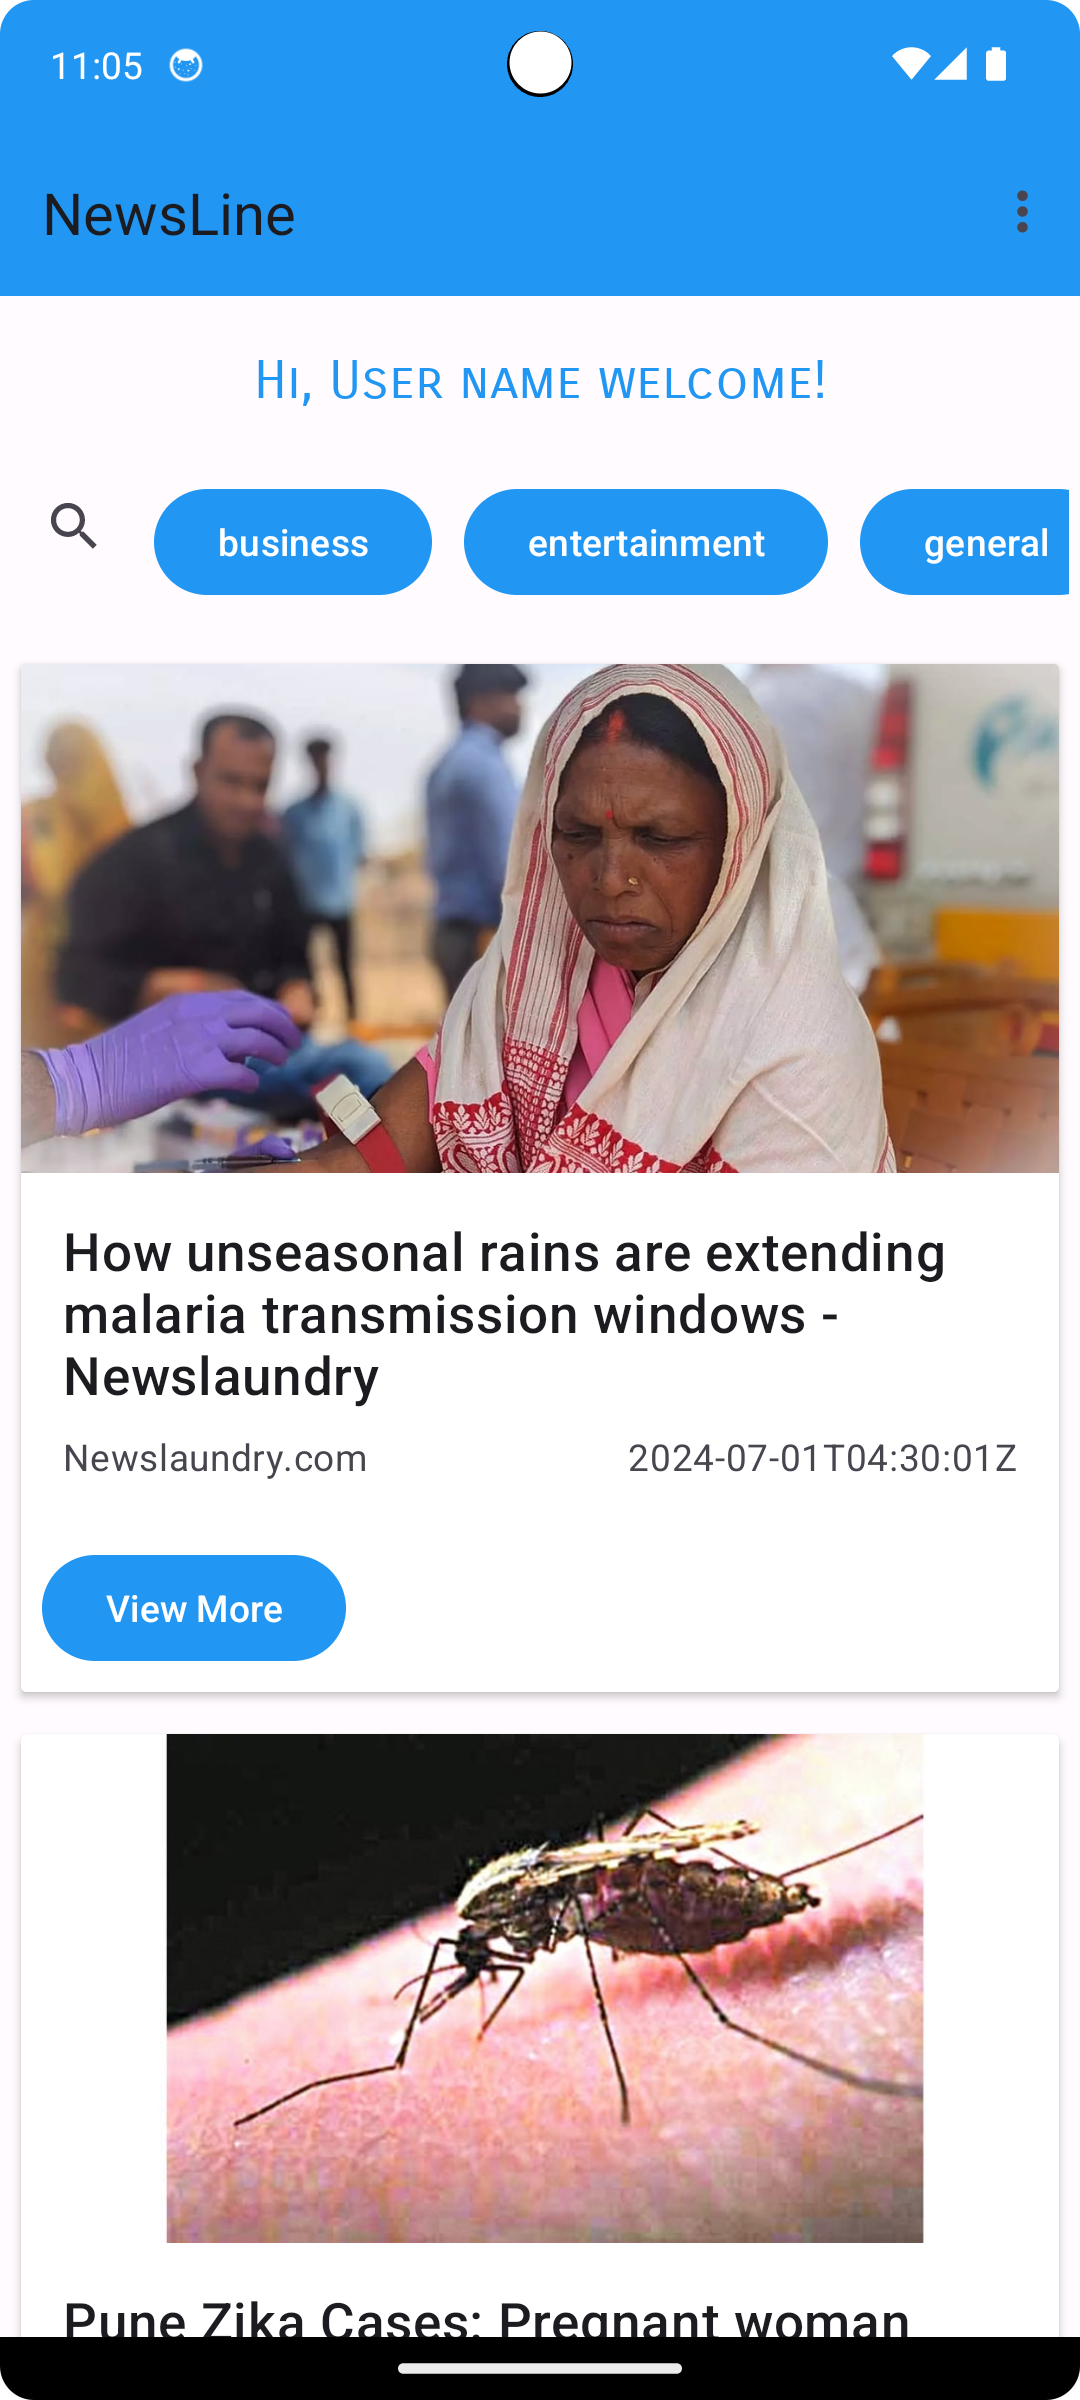 11:05
NewsLine
Hi, User name welcome!
business
entertainment
general
How unseasonal rains are extending
malaria transmission windows -
Newslaundry
Newslaundry.com
2024-07-01T04:30:01Z
View More
Pune Zika Cases: Pregnant woman